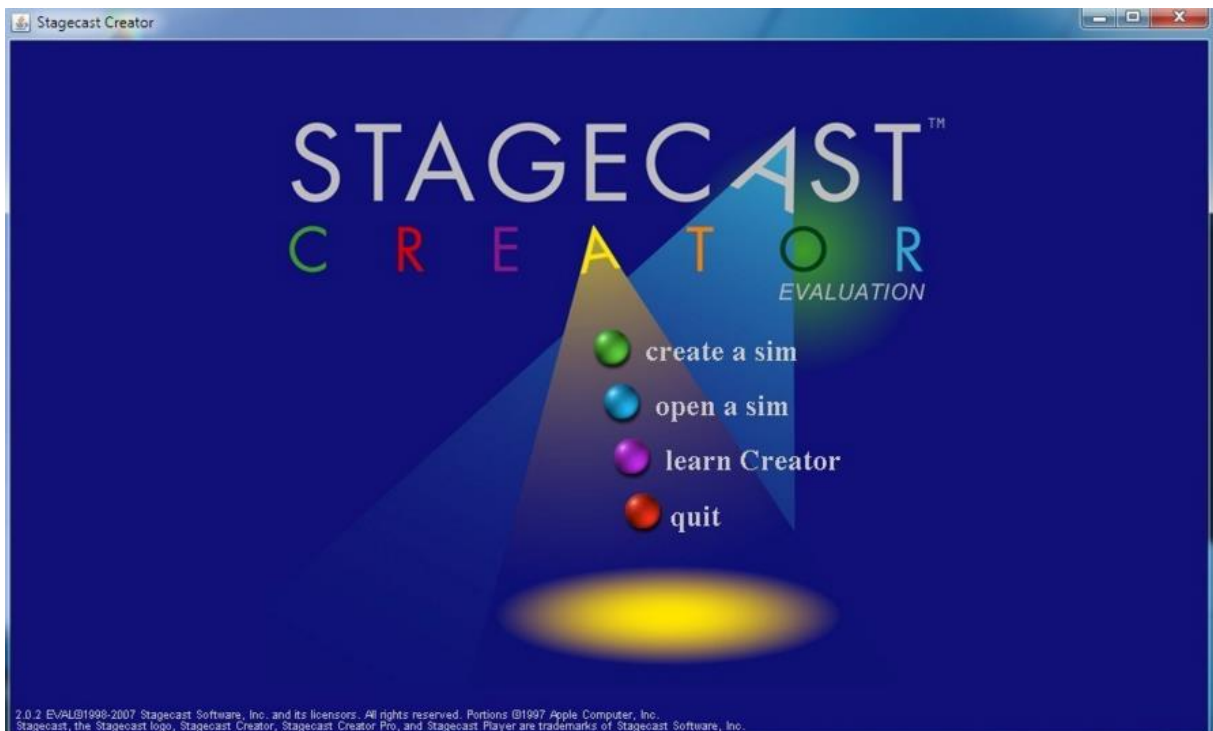 Stagecast Creator
STAGECAST™
CREATOR
EVALUATION
create a sim
open a sim
learn Creator
quit
2.0.2 EVAL©1998-2007 Stagecast Software, Inc. and its licensors. All rights reserved. Portions ©1997 Apple Computer, Inc.
Stagecast, the Stagecast logo, Stagecast Creator, Stagecast Creator Pro, and Stagecast Player are trademarks of Stagecast Software, Inc.